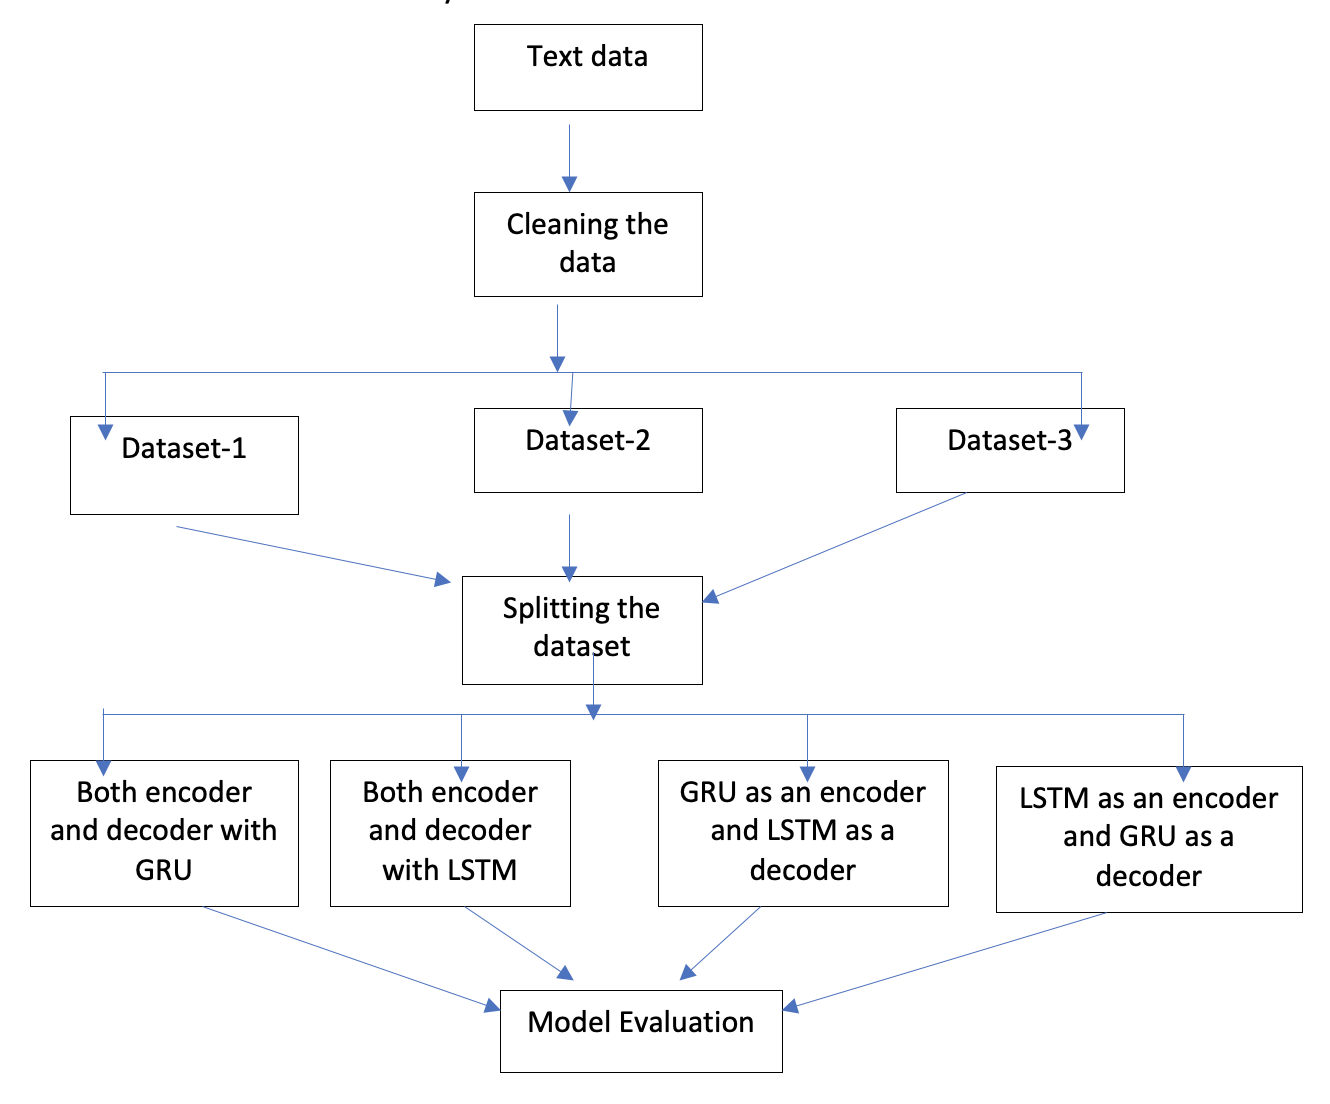 Text data
Cleaning the
data
Dataset-1
Dataset-2
Dataset-3
Splitting the
dataset
Both encoder
and decoder with
GRU
Both encoder
and decoder
with LSTM
GRU as an encoder
and LSTM as a
decoder
LSTM as an encoder
and GRU as a
decoder
Model Evaluation